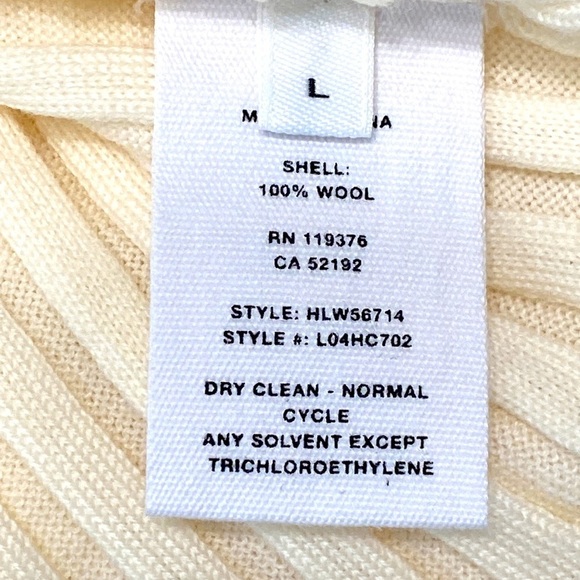 L
SHELL:
100% WOOL
RN 119376
CA 52192
STYLE: HLW56714
STYLE #: L04HC702
DRY CLEAN - NORMAL
CYCLE
ANY SOLVENT EXCEPT
TRICHLOROETHYLENE